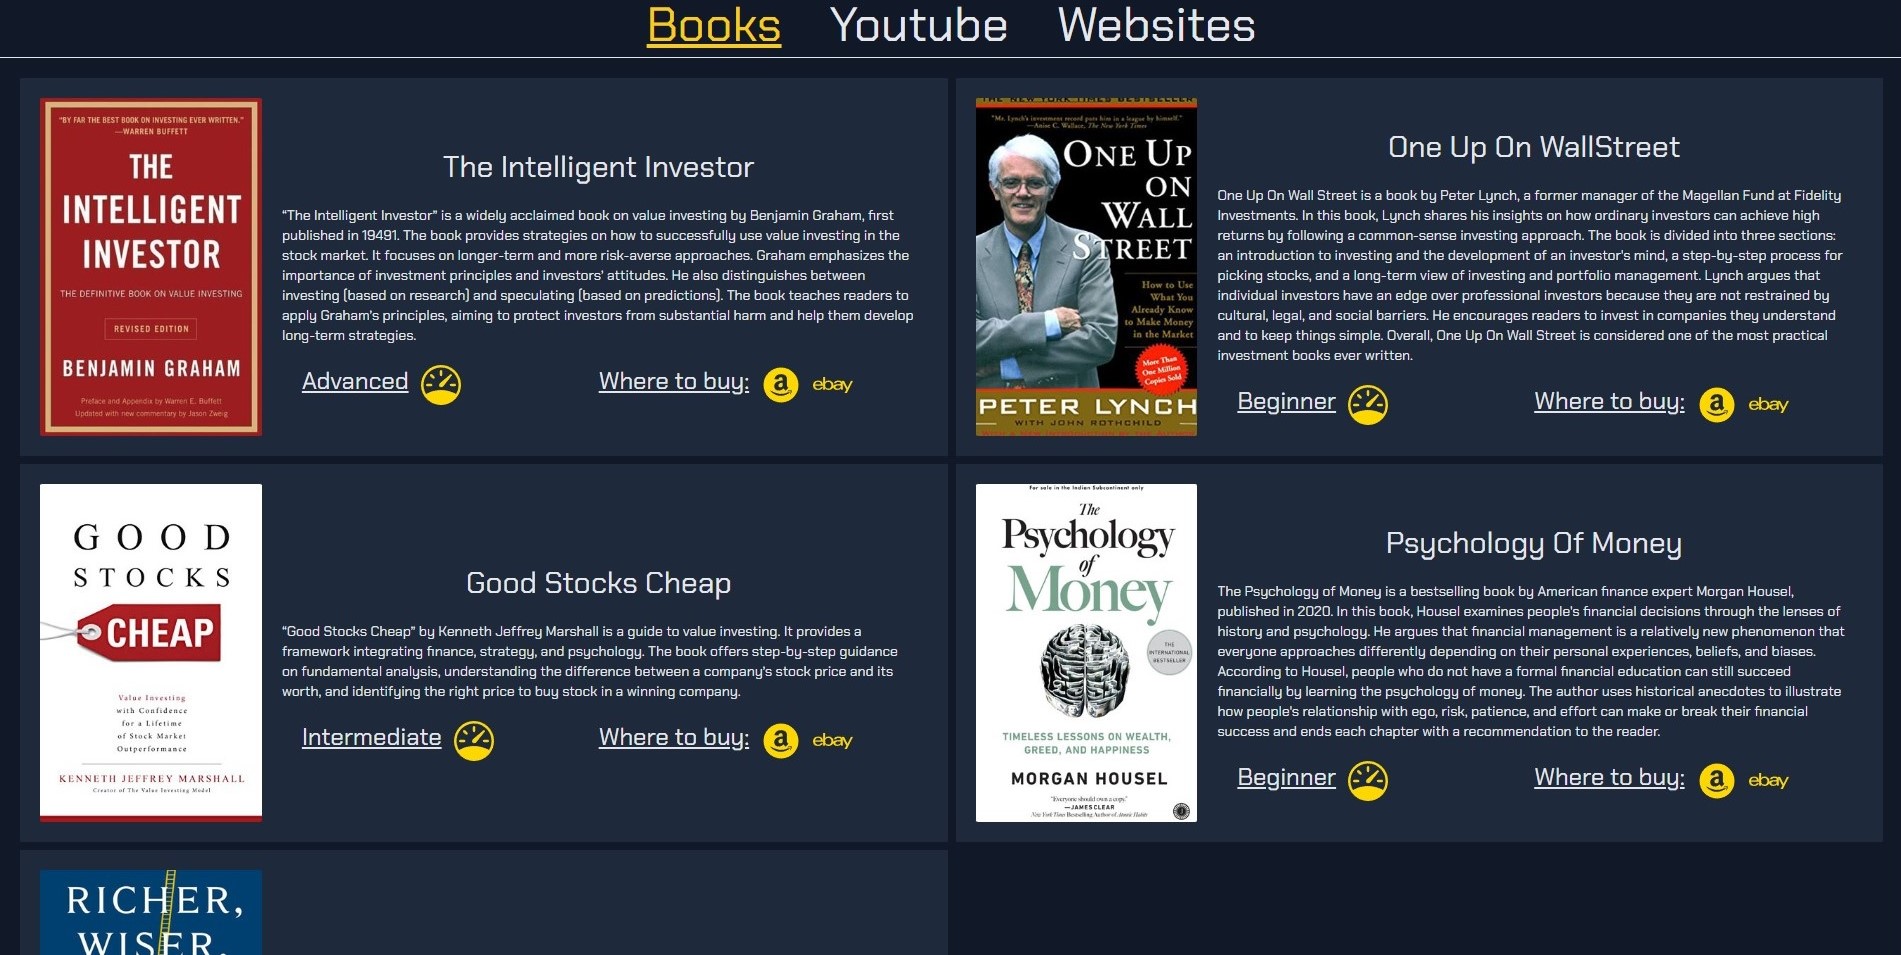 Books Youtube Websites
"BY FAR THE BEST BOOK ON INVESTING EVER WRITTEN."
—WARREN BUFFETT
THE
INTELLIGENT
INVESTOR
THE DEFINITIVE BOOK ON VALUE INVESTING
REVISED EDITION
BENJAMIN GRAHAM
Preface and Appendix by Warren E. Buffett
Updated with new commentary by Jason Zweig
The Intelligent Investor
“The Intelligent Investor” is a widely acclaimed book on value investing by Benjamin Graham, first
published in 19491. The book provides strategies on how to successfully use value investing in the
stock market. It focuses on longer-term and more risk-averse approaches. Graham emphasizes the
importance of investment principles and investors' attitudes. He also distinguishes between
investing (based on research) and speculating (based on predictions). The book teaches readers to
apply Graham's principles, aiming to protect investors from substantial harm and help them develop
long-term strategies.
Advanced
Where to buy: a ebay
THE NEW YORK TIMES BESTSELLER
"Mr. Lynch's investment record puts him in a league by himself."
—Anise C. Wallace, The New York Times
ONE UP
ON
WALL
STREET
How to Use
What You
Already Know
to Make Money
in the Market
More Than
One Million
Copies Sold
PETER LYNCH
WITH JOHN ROTHCHILD
One Up On WallStreet
One Up On Wall Street is a book by Peter Lynch, a former manager of the Magellan Fund at Fidelity
Investments. In this book, Lynch shares his insights on how ordinary investors can achieve high
returns by following a common-sense investing approach. The book is divided into three sections:
an introduction to investing and the development of an investor's mind, a step-by-step process for
picking stocks, and a long-term view of investing and portfolio management. Lynch argues that
individual investors have an edge over professional investors because they are not restrained by
cultural, legal, and social barriers. He encourages readers to invest in companies they understand
and to keep things simple. Overall, One Up On Wall Street is considered one of the most practical
investment books ever written.
Beginner
Where to buy: a ebay
GOOD
STOCKS
CHEAP
Value Investing
with Confidence
for a Lifetime
of Stock Market
Outperformance
KENNETH JEFFREY MARSHALL
Creator of The Value Investing Model
Good Stocks Cheap
“Good Stocks Cheap” by Kenneth Jeffrey Marshall is a guide to value investing. It provides a
framework integrating finance, strategy, and psychology. The book offers step-by-step guidance
on fundamental analysis, understanding the difference between a company's stock price and its
worth, and identifying the right price to buy stock in a winning company.
Intermediate
Where to buy: a ebay
For sale in the Indian Subcontinent only
The
Psychology
of
Money
THE
INTERNATIONAL
BESTSELLER
TIMELESS LESSONS ON WEALTH,
GREED, AND HAPPINESS
MORGAN HOUSEL
"Everyone should own a copy."
—JAMES CLEAR
New York Times Bestselling Author of Atomic Habits
Psychology Of Money
The Psychology of Money is a bestselling book by American finance expert Morgan Housel,
published in 2020. In this book, Housel examines people's financial decisions through the lenses of
history and psychology. He argues that financial management is a relatively new phenomenon that
everyone approaches differently depending on their personal experiences, beliefs, and biases.
According to Housel, people who do not have a formal financial education can still succeed
financially by learning the psychology of money. The author uses historical anecdotes to illustrate
how people's relationship with ego, risk, patience, and effort can make or break their financial
success and ends each chapter with a recommendation to the reader.
Beginner
Where to buy: a ebay
RICHER,
WISER,